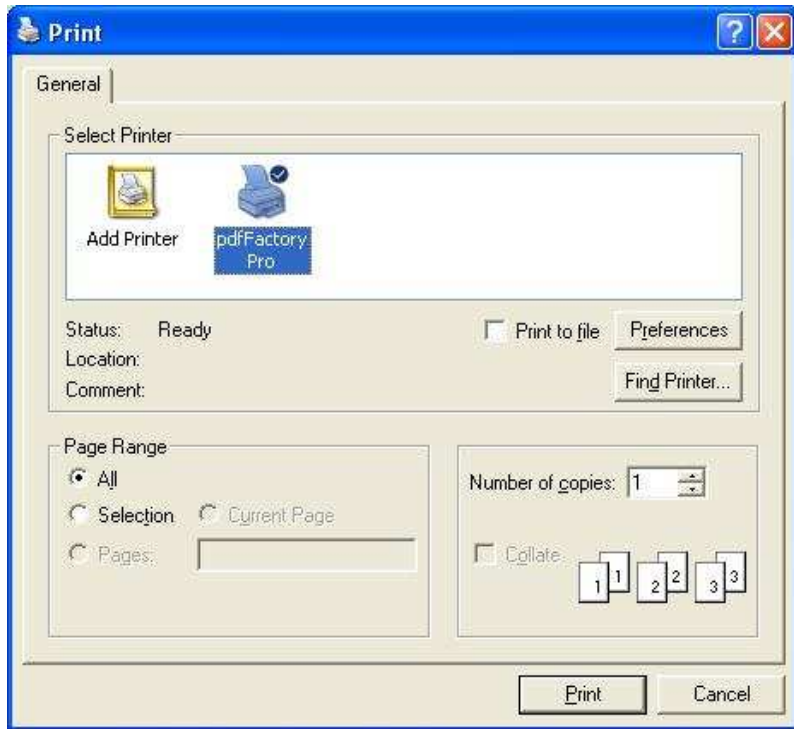 Print
General
Select Printer
Add Printer
pdfFactory
Pro
Status: Ready
Print to file
Preferences
Location:
Comment:
Find Printer...
Page Range
All
Selection
Current Page
Pages:
Number of copies: 1
Collate
1 1 2 2 3 3
Print
Cancel